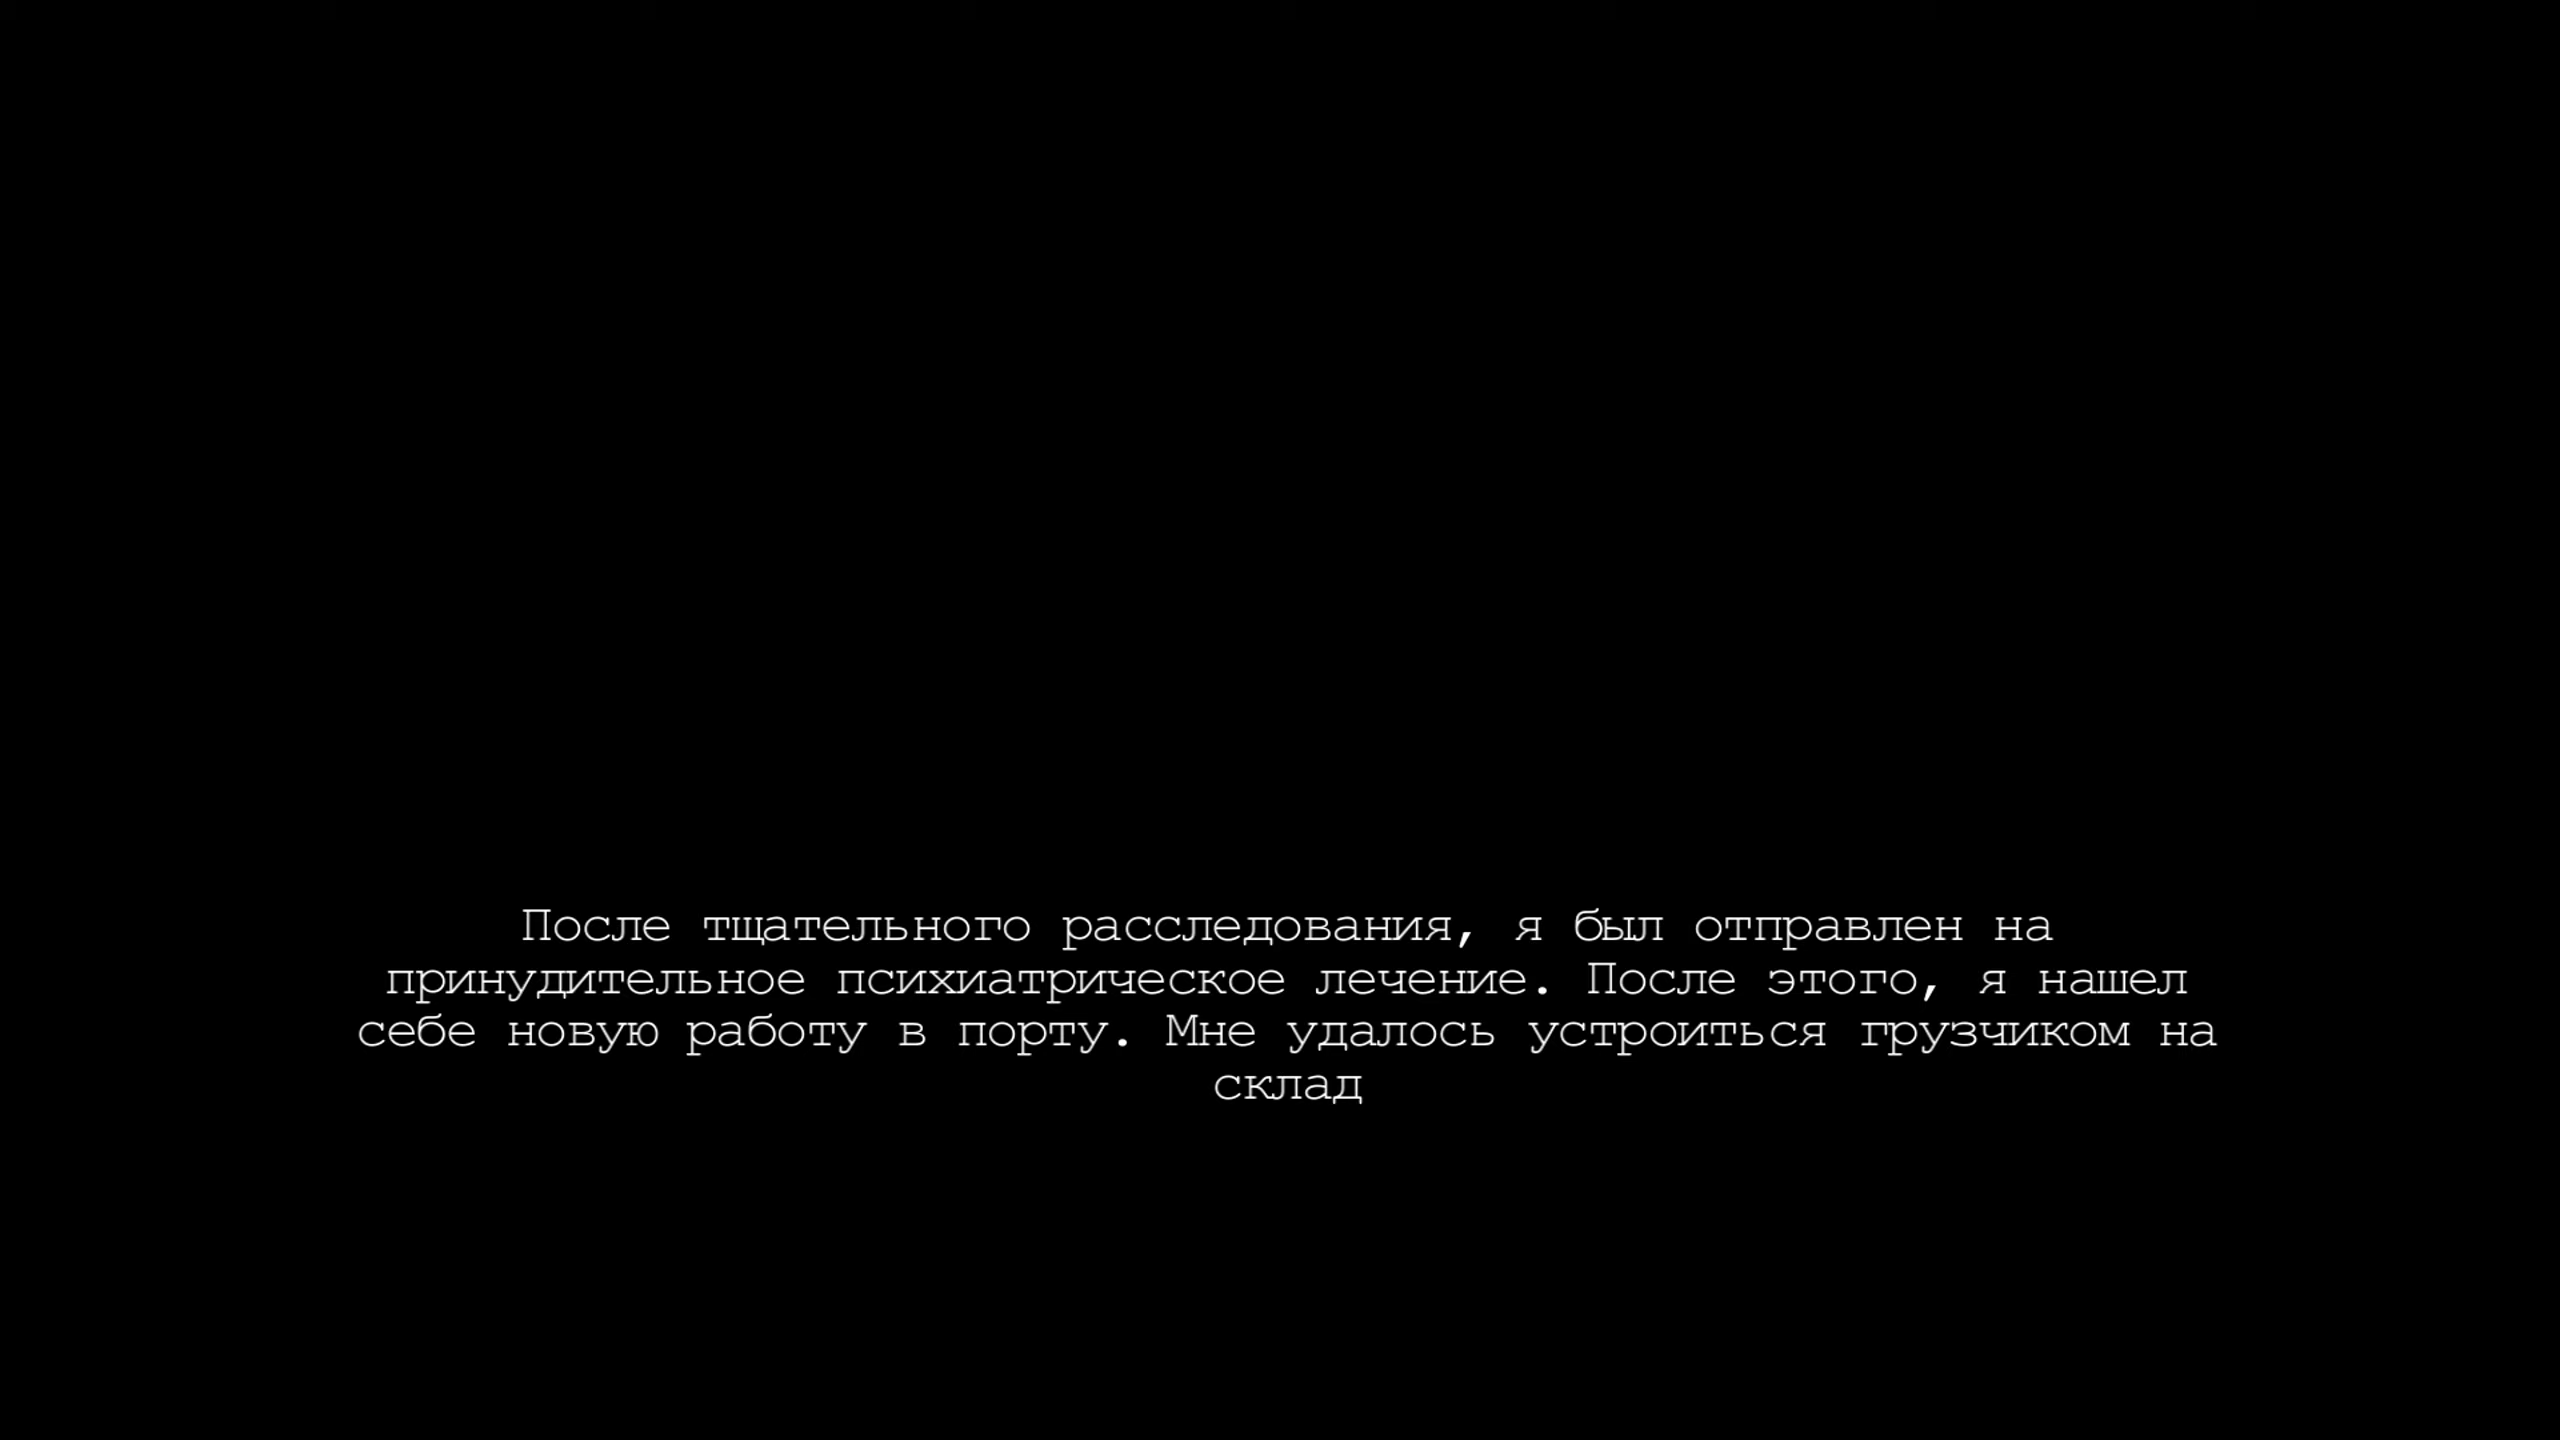 После тщательного расследования, я был отправлен на
принудительное психиатрическое лечение. После этого, я нашел
себе новую работу в порту. Мне удалось устроиться грузчиком на
склад